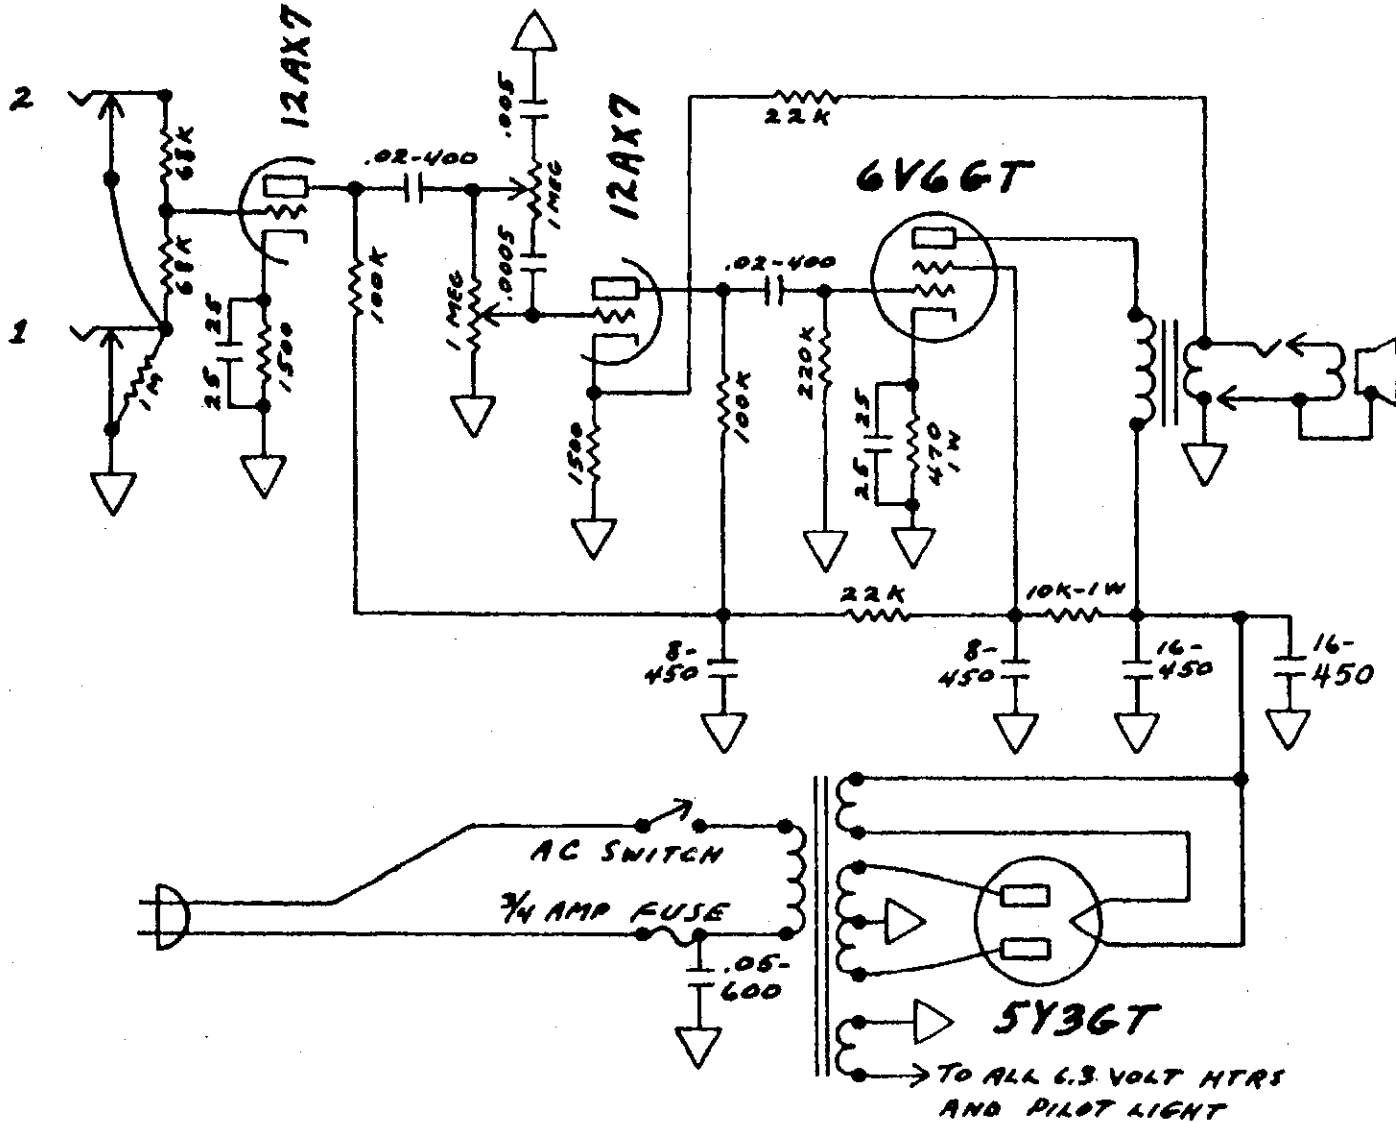 2
12AX7
68K
68K
1
1M
25 25
1500
.02-400
100K
.005
1 MEG
.0005
1 MEG
12AX7
1500
22K
.02-400
100K
220K
6V6GT
25 25
470
1W
22K
10K-1W
8-
450
8-
450
16-
450
16-
450
AC SWITCH
3/4 AMP FUSE
.05-
600
5Y3GT
TO ALL 6.3 VOLT HTRS
AND PILOT LIGHT